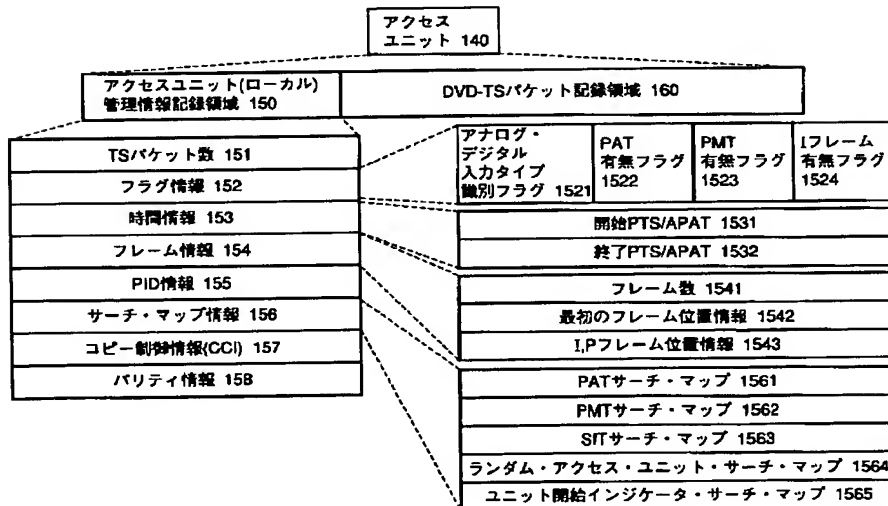 アクセス
ユニット 140
アクセスユニット(ローカル)
管理情報記録領域 150
DVD-TSパケット記録領域 160
TSパケット数 151
フラグ情報 152
時間情報 153
フレーム情報 154
PID情報 155
サーチ・マップ情報 156
コピー制御情報(CCI) 157
パリティ情報 158
アナログ・
デジタル
入力タイプ
識別フラグ 1521
PAT
有無フラグ
1522
PMT
有無フラグ
1523
Iフレーム
有無フラグ
1524
開始PTS/APAT 1531
終了PTS/APAT 1532
フレーム数 1541
最初のフレーム位置情報 1542
I,Pフレーム位置情報 1543
PATサーチ・マップ 1561
PMTサーチ・マップ 1562
SITサーチ・マップ 1563
ランダム・アクセス・ユニット・サーチ・マップ 1564
ユニット開始インジケータ・サーチ・マップ 1565